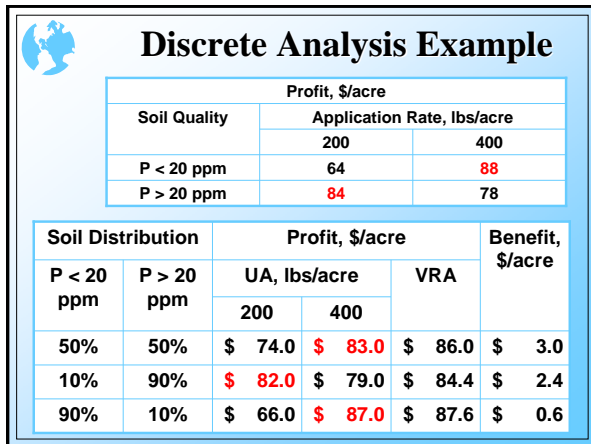 Discrete Analysis Example
Profit, $/acre
Soil Quality Application Rate, lbs/acre
200 400
P < 20 ppm 64 88
P > 20 ppm 84 78
Soil Distribution Profit, $/acre Benefit, $/acre
P < 20 ppm P > 20 ppm UA, lbs/acre VRA
200 400
50% 50% $ 74.0 $ 83.0 $ 86.0 $ 3.0
10% 90% $ 82.0 $ 79.0 $ 84.4 $ 2.4
90% 10% $ 66.0 $ 87.0 $ 87.6 $ 0.6